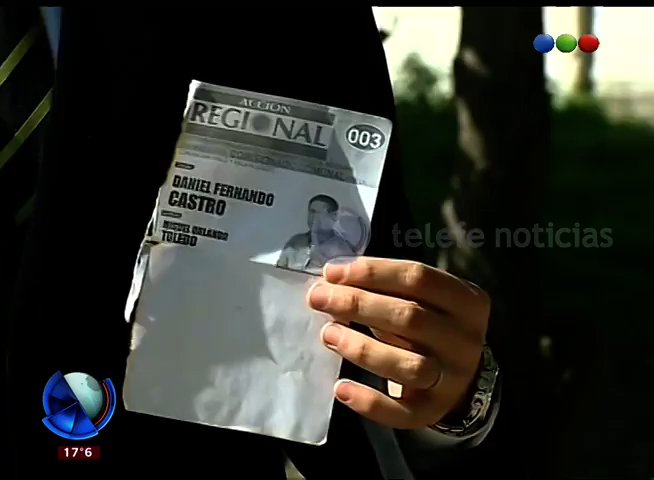 ACCION
REGIONAL
003
DANIEL FERNANDO
CASTRO
MIGUEL ORLANDO
TOLEDO
telefe noticias
17°6